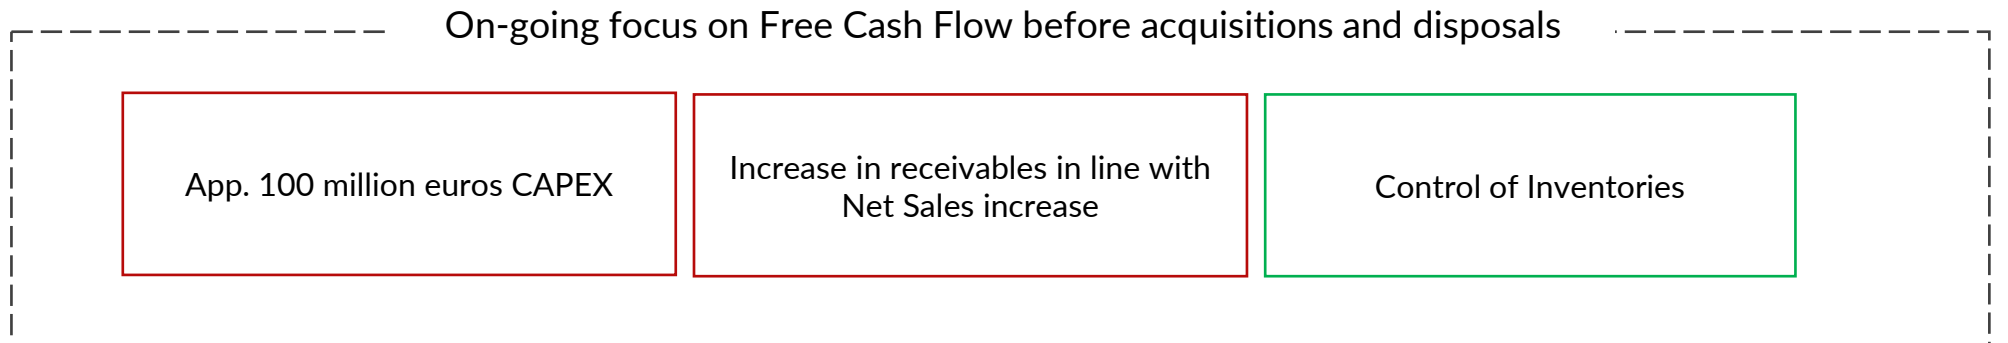 On-going focus on Free Cash Flow before acquisitions and disposals
App. 100 million euros CAPEX
Increase in receivables in line with
Net Sales increase
Control of Inventories